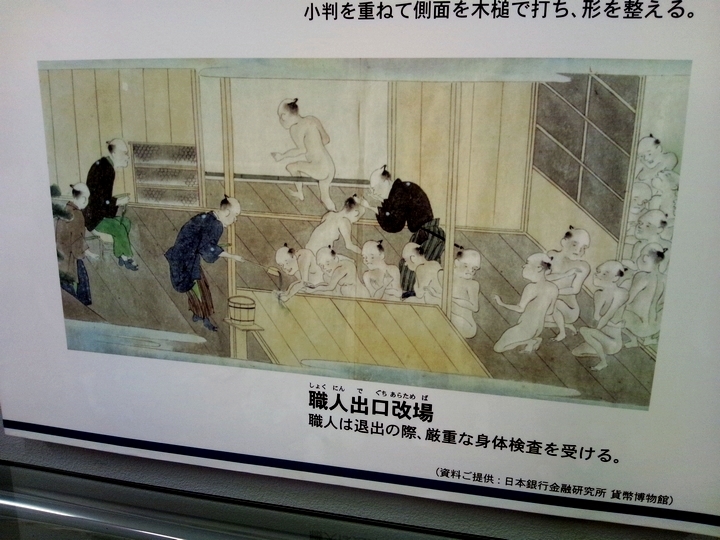 小判を重ねて側面を木槌で打ち、形を整える。
しょくにんでぐちあらためば
職人出口改場
職人は退出の際、厳重な身体検査を受ける。
(資料ご提供：日本銀行金融研究所 貨幣博物館)